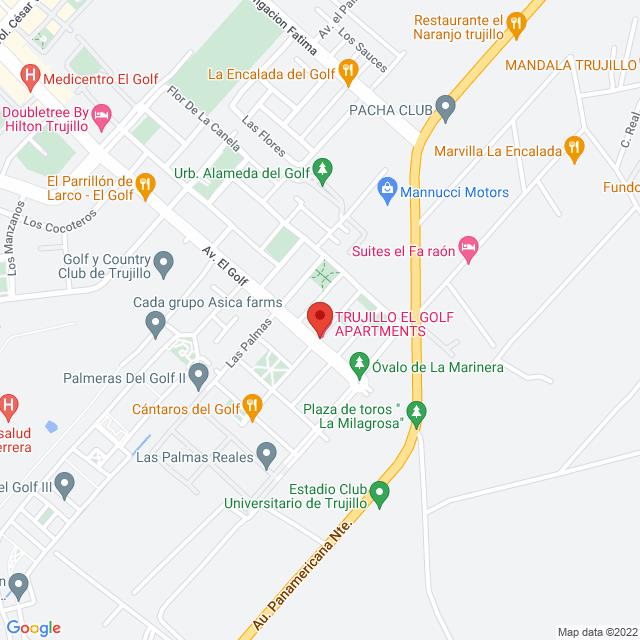 ol. César
igacion Fatima
Av. el Pal
Los Sauces
Restaurante el
Naranjo trujillo
Medicentro El Golf
La Encalada del Golf
MANDALA TRUJILLO
Doubletree By
Hilton Trujillo
Flor De La Canela
Las Flores
PACHA CLUB
C. Real
Marvilla La Encalada
El Parrillón de
Larco - El Golf
Urb. Alameda del Golf
Mannucci Motors
Fundo
Los Cocoteros
Los Manzanos
Golf y Country
Club de Trujillo
Av. El Golf
Suites el Fa raón
Cada grupo Asica farms
Las Palmas
TRUJILLO EL GOLF
APARTMENTS
Palmeras Del Golf II
Óvalo de La Marinera
Cántaros del Golf
Plaza de toros "
La Milagrosa"
salud
errera
Las Palmas Reales
el Golf III
Estadio Club
Universitario de Trujillo
Au. Panamericana Nte.
n
..
Google
Map data ©2022